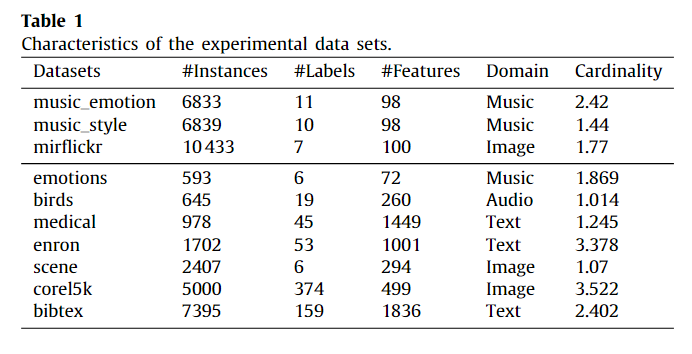 Table 1
Characteristics of the experimental data sets.
Datasets #Instances #Labels #Features Domain Cardinality
music_emotion 6833 11 98 Music 2.42
music_style 6839 10 98 Music 1.44
mirflickr 10 433 7 100 Image 1.77
emotions 593 6 72 Music 1.869
birds 645 19 260 Audio 1.014
medical 978 45 1449 Text 1.245
enron 1702 53 1001 Text 3.378
scene 2407 6 294 Image 1.07
corel5k 5000 374 499 Image 3.522
bibtex 7395 159 1836 Text 2.402